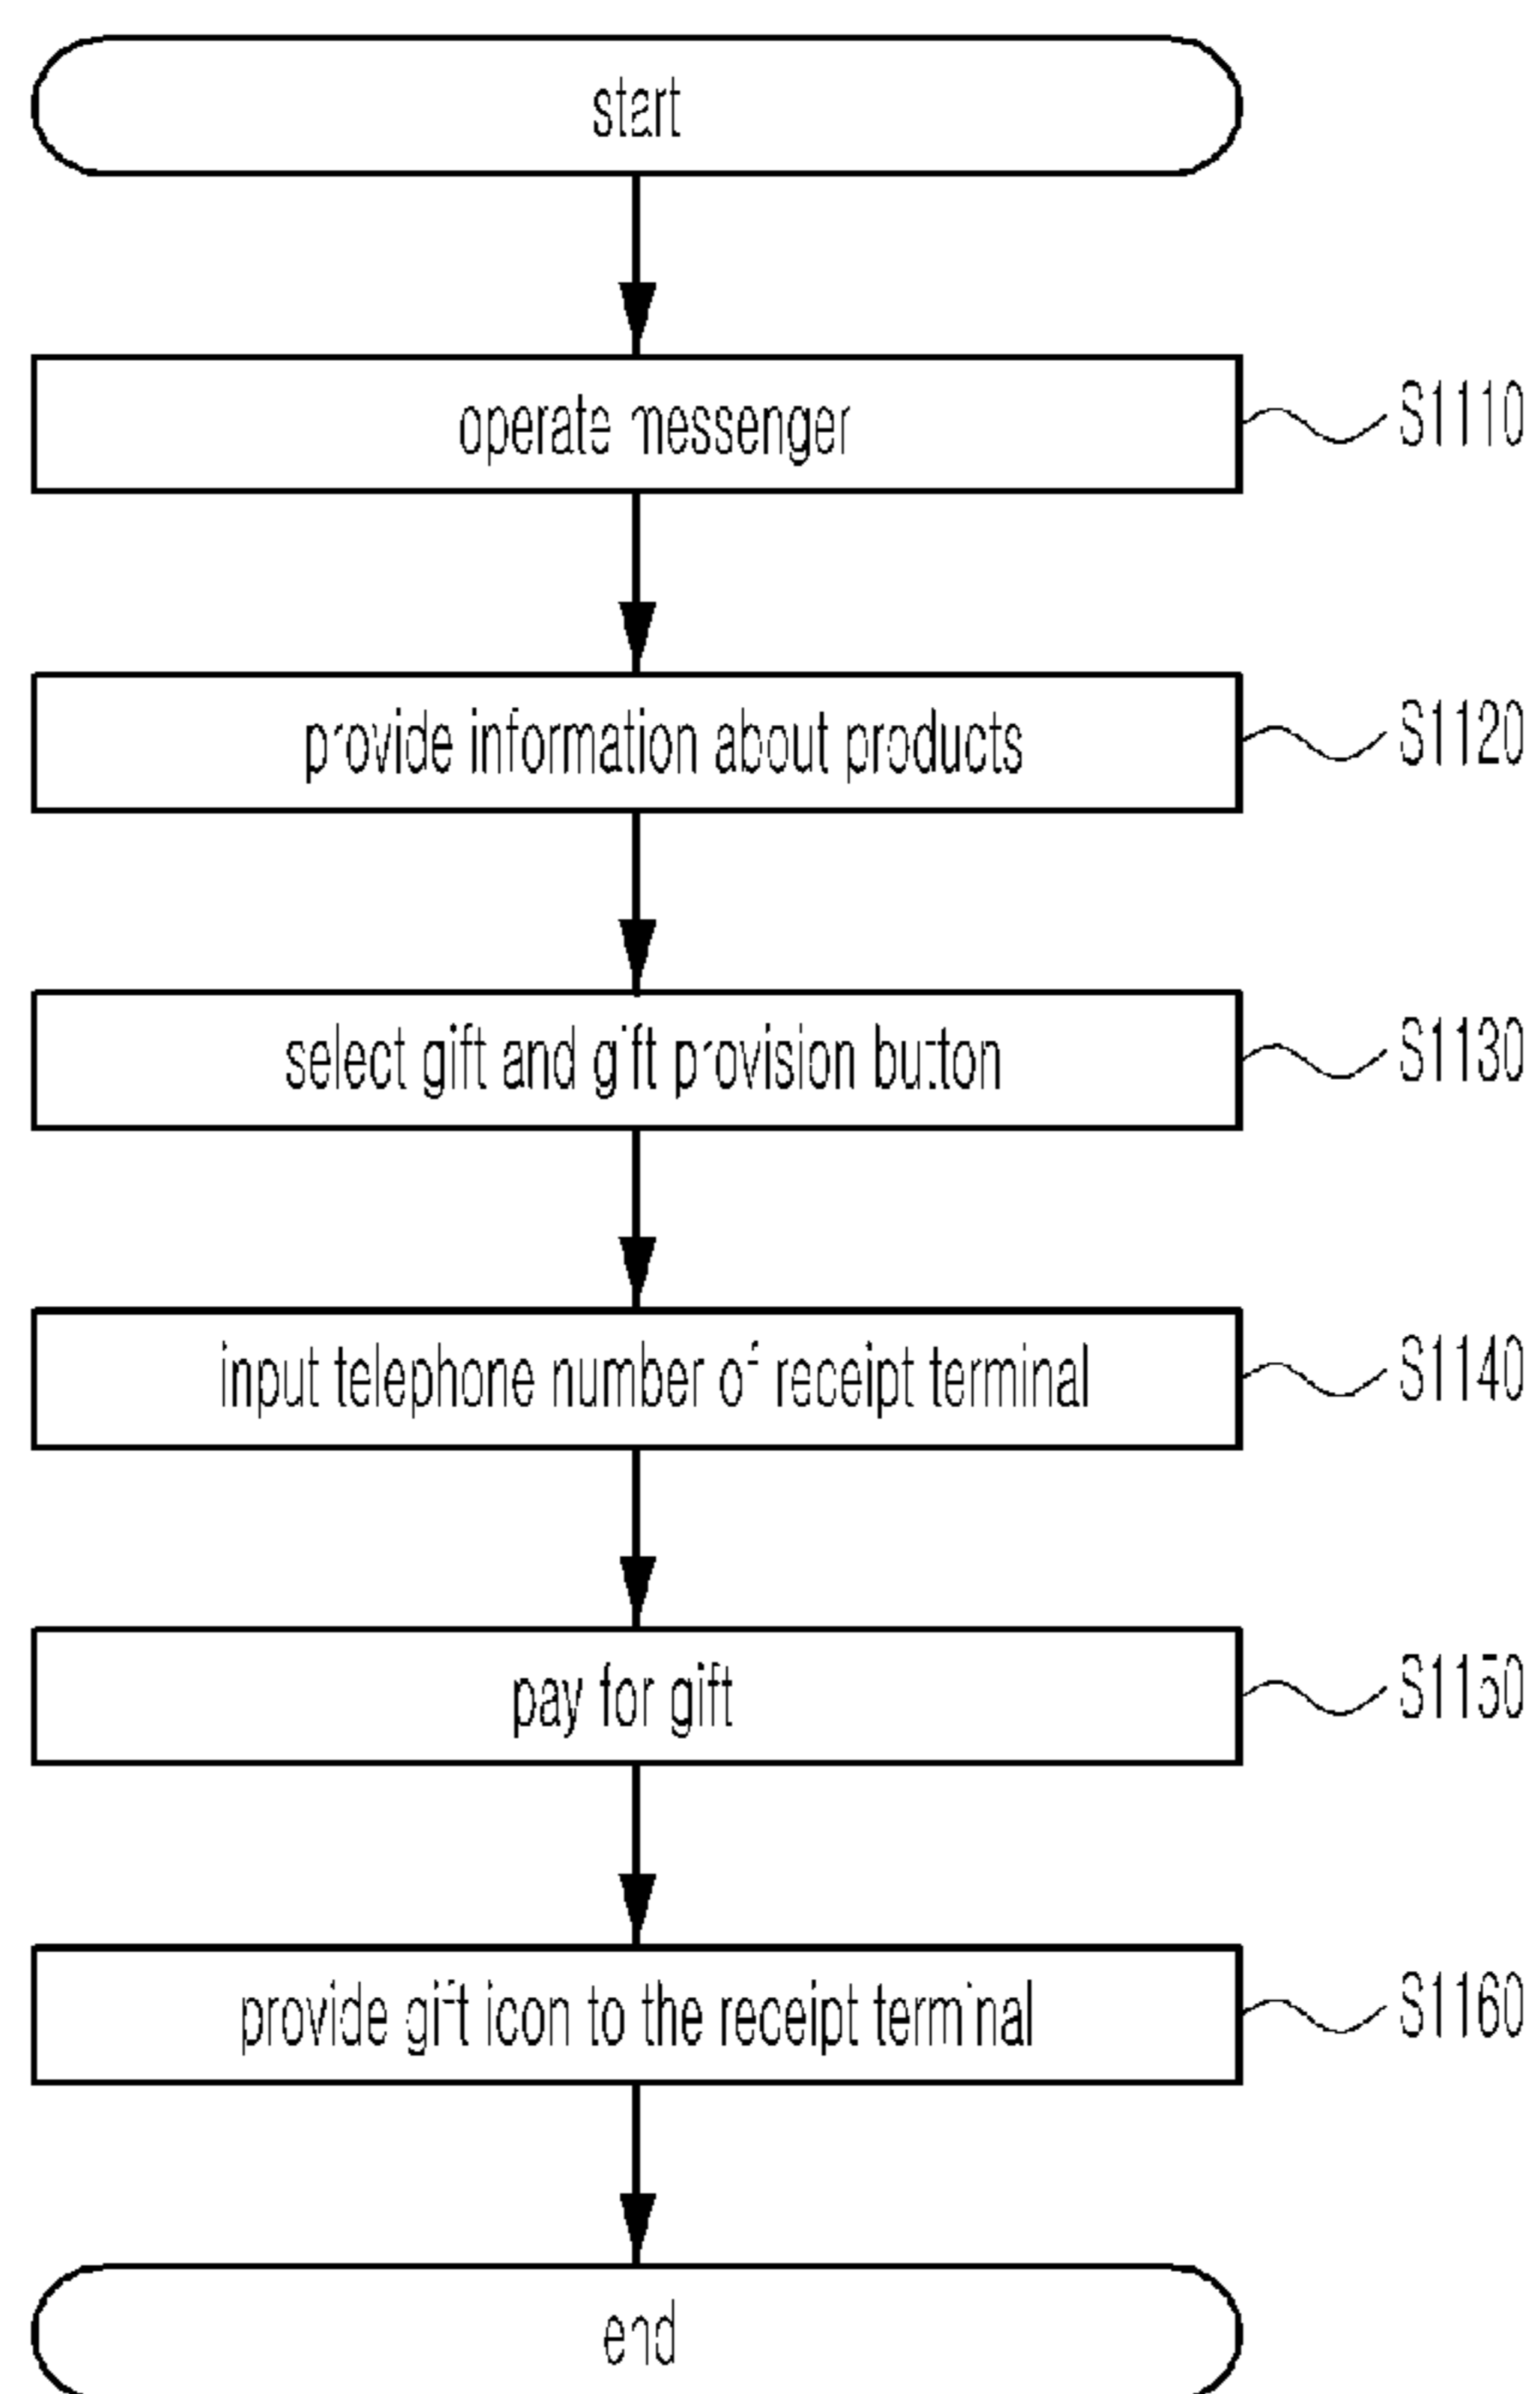 start
operate messenger
S1110
provide information about products
S1120
select gift and gift provision button
S1130
input telephone number of receipt terminal
S1140
pay for gift
S1150
provide gift icon to the receipt terminal
S1160
end